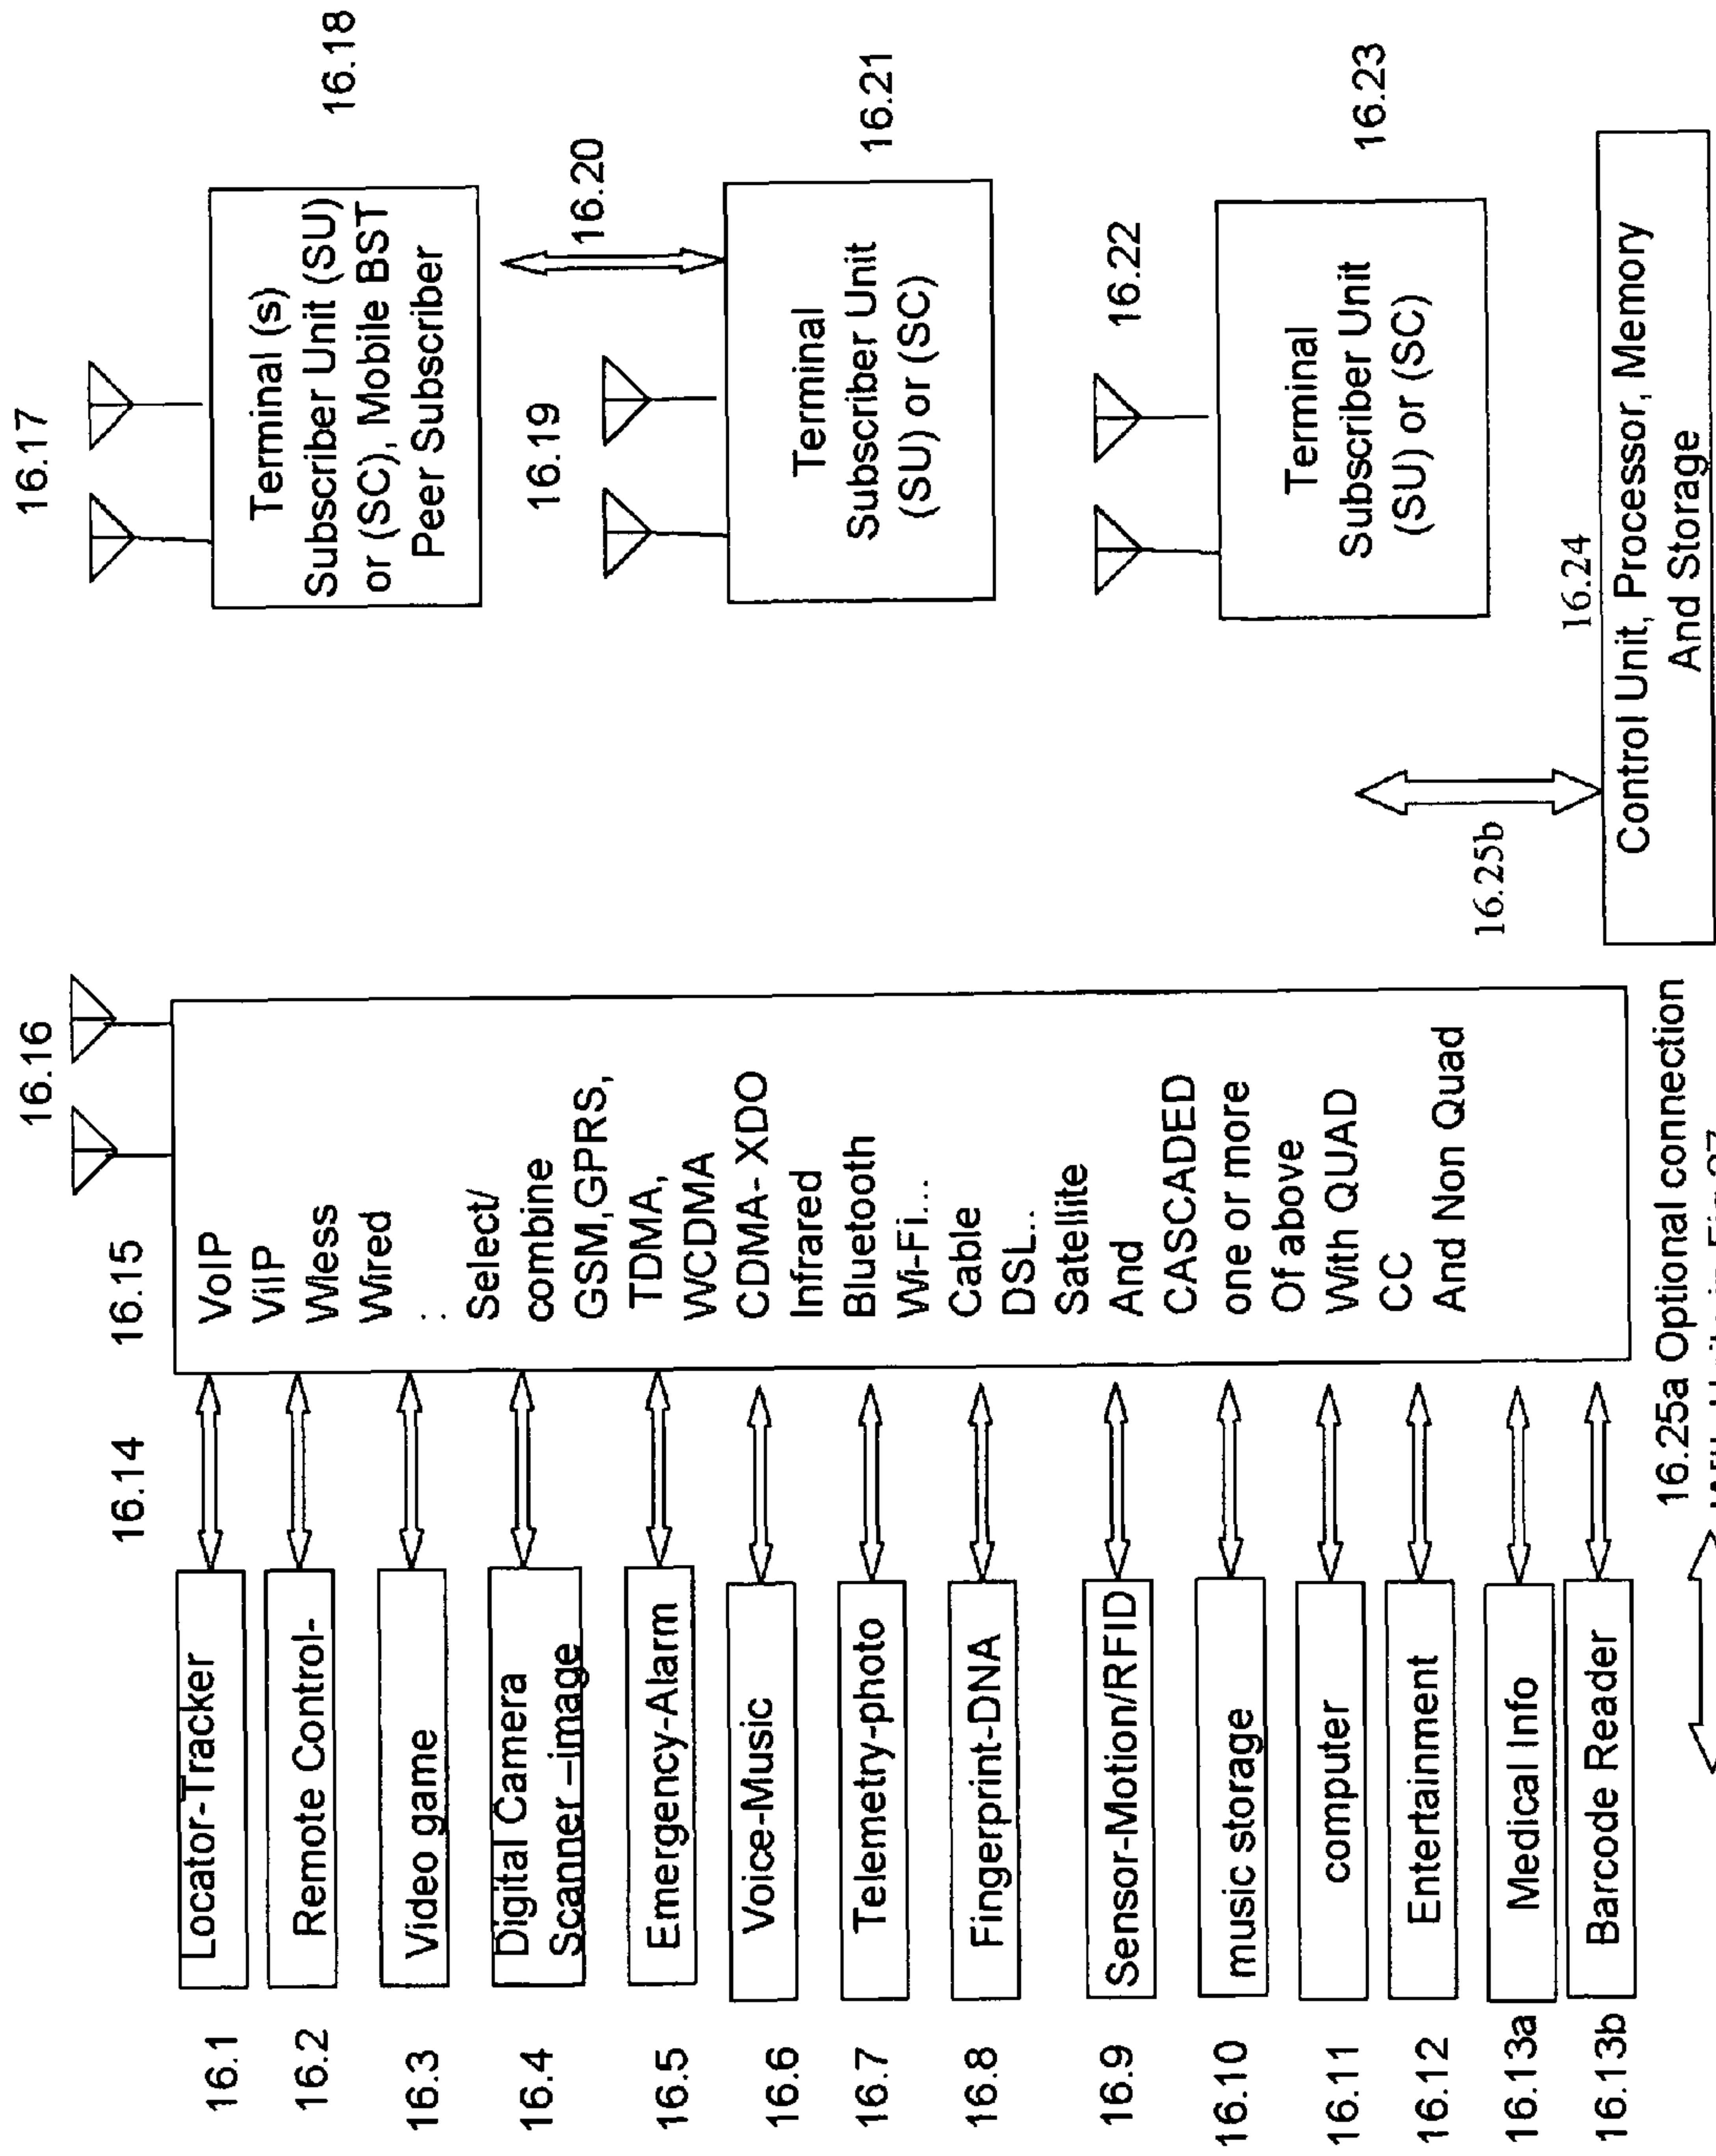 16.14
16.15
16.16
16.17
16.1
Locator-Tracker
16.2
Remote Control-
16.3
Video game
16.4
Digital Camera
Scanner –image
16.5
Emergency-Alarm
16.6
Voice-Music
16.7
Telemetry-photo
16.8
Fingerprint-DNA
16.9
Sensor-Motion/RFID
16.10
music storage
16.11
computer
16.12
Entertainment
16.13a
Medical Info
16.13b
Barcode Reader
VoIP
ViIP
Wless
Wired
:
Select/
combine
GSM,GPRS,
TDMA,
WCDMA
CDMA- XDO
Infrared
Bluetooth
Wi-Fi...
Cable
DSL..
Satellite
And
CASCADED
one or more
Of above
With QUAD
CC
And Non Quad
16.25a Optional connection
Terminal (s)
Subscriber Unit (SU)
or (SC), Mobile BST
Peer Subscriber
16.18
16.19
16.20
Terminal
Subscriber Unit
(SU) or (SC)
16.21
16.22
Terminal
Subscriber Unit
(SU) or (SC)
16.23
16.25b
16.24
Control Unit, Processor, Memory
And Storage